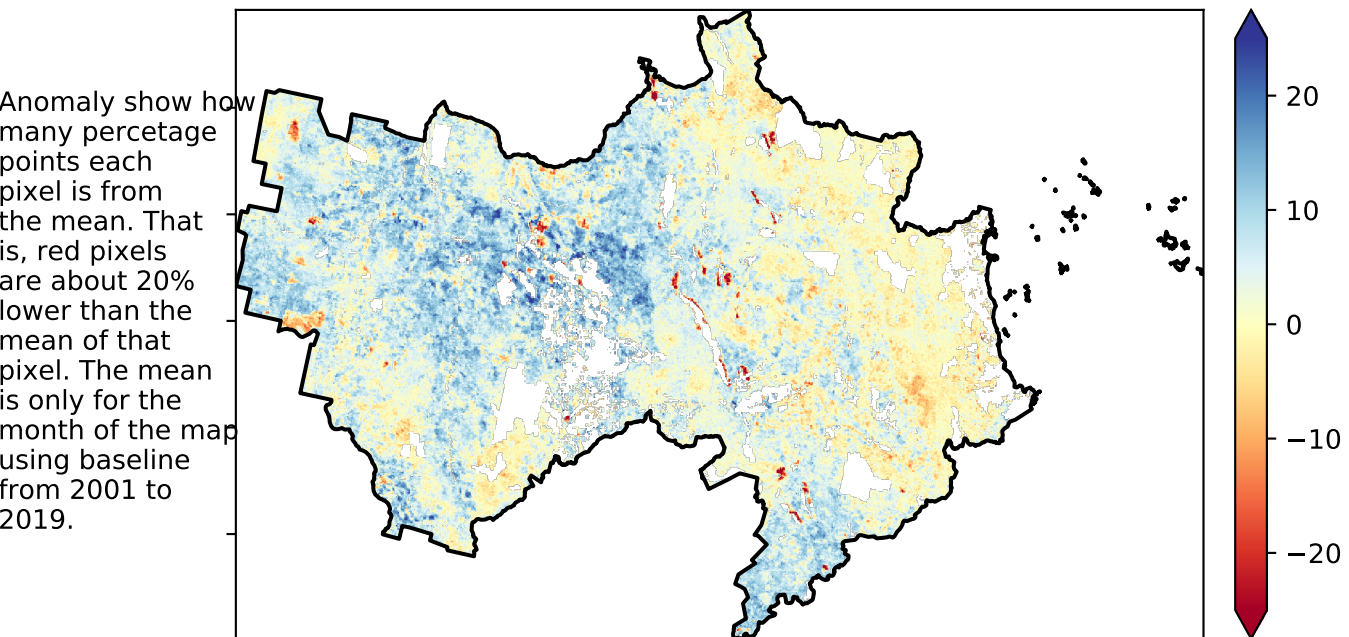 Anomaly show how
many percetage
points each
pixel is from
the mean. That
is, red pixels
are about 20%
lower than the
mean of that
pixel. The mean
is only for the
month of the map
using baseline
from 2001 to
2019.
20
10
0
−10
−20